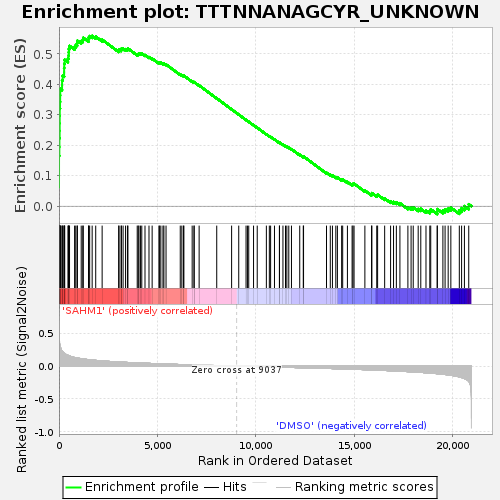 Enrichment plot: TTTNNANAGCYR_UNKNOWN
Enrichment score (ES)
0.5
0.4
0.3
0.2
0.1
0.0
'SAHM1' (positively correlated)
Ranked list metric (Signal2Noise)
0.5
0.0
-0.5
-1.0
Zero cross at 9037
'DMSO' (negatively correlated)
0
5,000
10,000
15,000
20,000
Rank in Ordered Dataset
Enrichment profile
Hits
Ranking metric scores